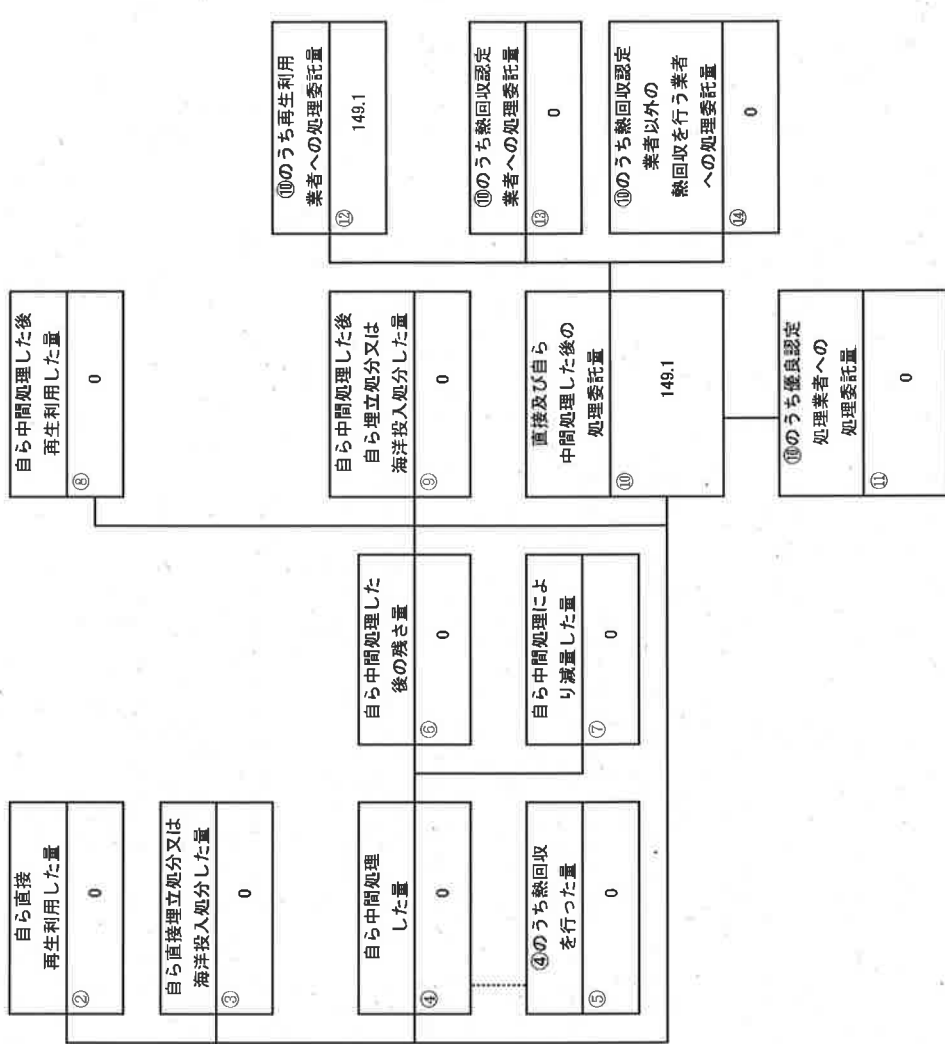 自ら直接
再生利用した量
②
0
自ら直接埋立処分又は
海洋投入処分した量
③
0
自ら中間処理
した量
④
0
④のうち熱回収
を行った量
⑤
0
自ら中間処理した
後の残さ量
⑥
0
自ら中間処理によ
り減量した量
⑦
0
自ら中間処理した後
再生利用した量
⑧
0
自ら中間処理した後
自ら埋立処分又は
海洋投入処分した量
⑨
0
直接及び自ら
中間処理した後の
処理委託量
⑩
149.1
⑩のうち優良認定
処理業者への
処理委託量
⑪
0
⑩のうち再生利用
業者への処理委託量
⑫
149.1
⑩のうち熱回収認定
業者への処理委託量
⑬
0
⑩のうち熱回収認定
業者以外の
熱回収を行う業者
への処理委託量
⑭
0